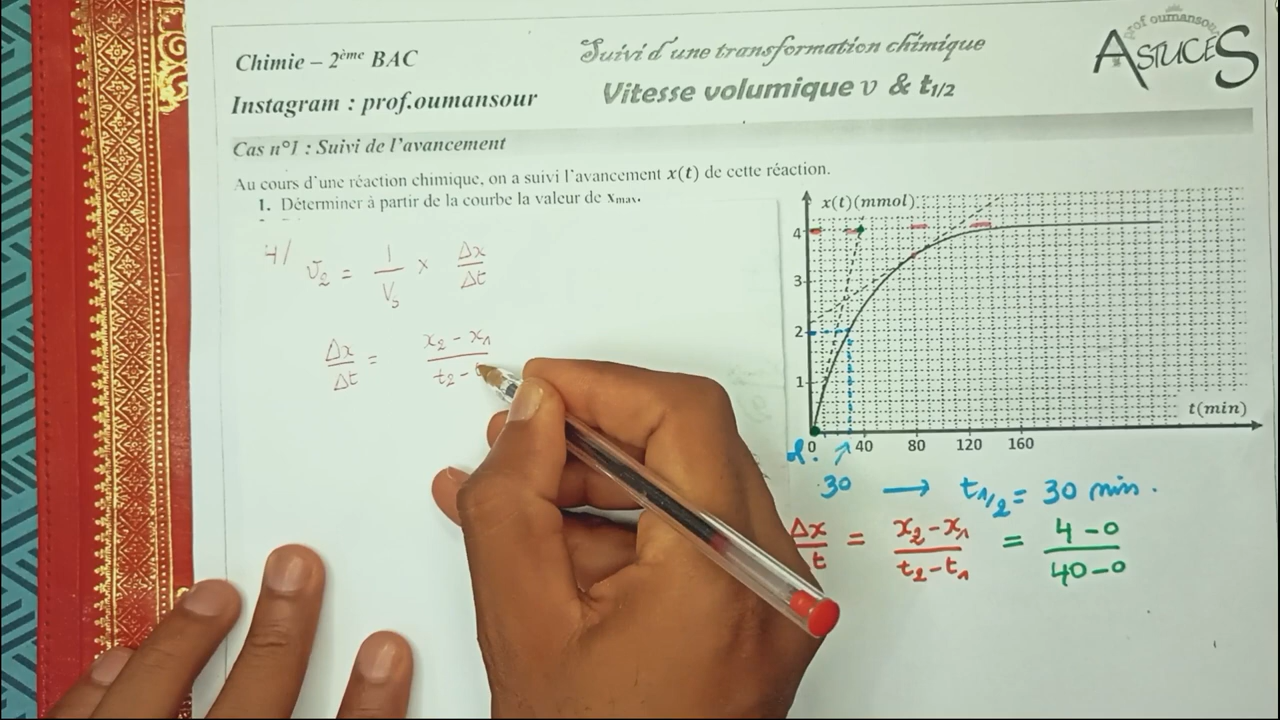 Chimie – 2ème BAC
Suivi d'une transformation chimique
prof oumansour
ASTUCES
Instagram : prof.oumansour
Vitesse volumique v & t1/2
Cas n°1 : Suivi de l'avancement
Au cours d'une réaction chimique, on a suivi l'avancement x(t) de cette réaction.
1. Déterminer à partir de la courbe la valeur de xmax.
4/ v2 = 1/Vs × Δx/Δt
Δx/Δt = x2 - x1 / t2 - t
x(t)(mmol)
4
3
2
1
t(min)
0 40 80 120 160
30 → t1/2 = 30 min.
Δx/t = x2 - x1 / t2 - t1 = 4 - 0 / 40 - 0